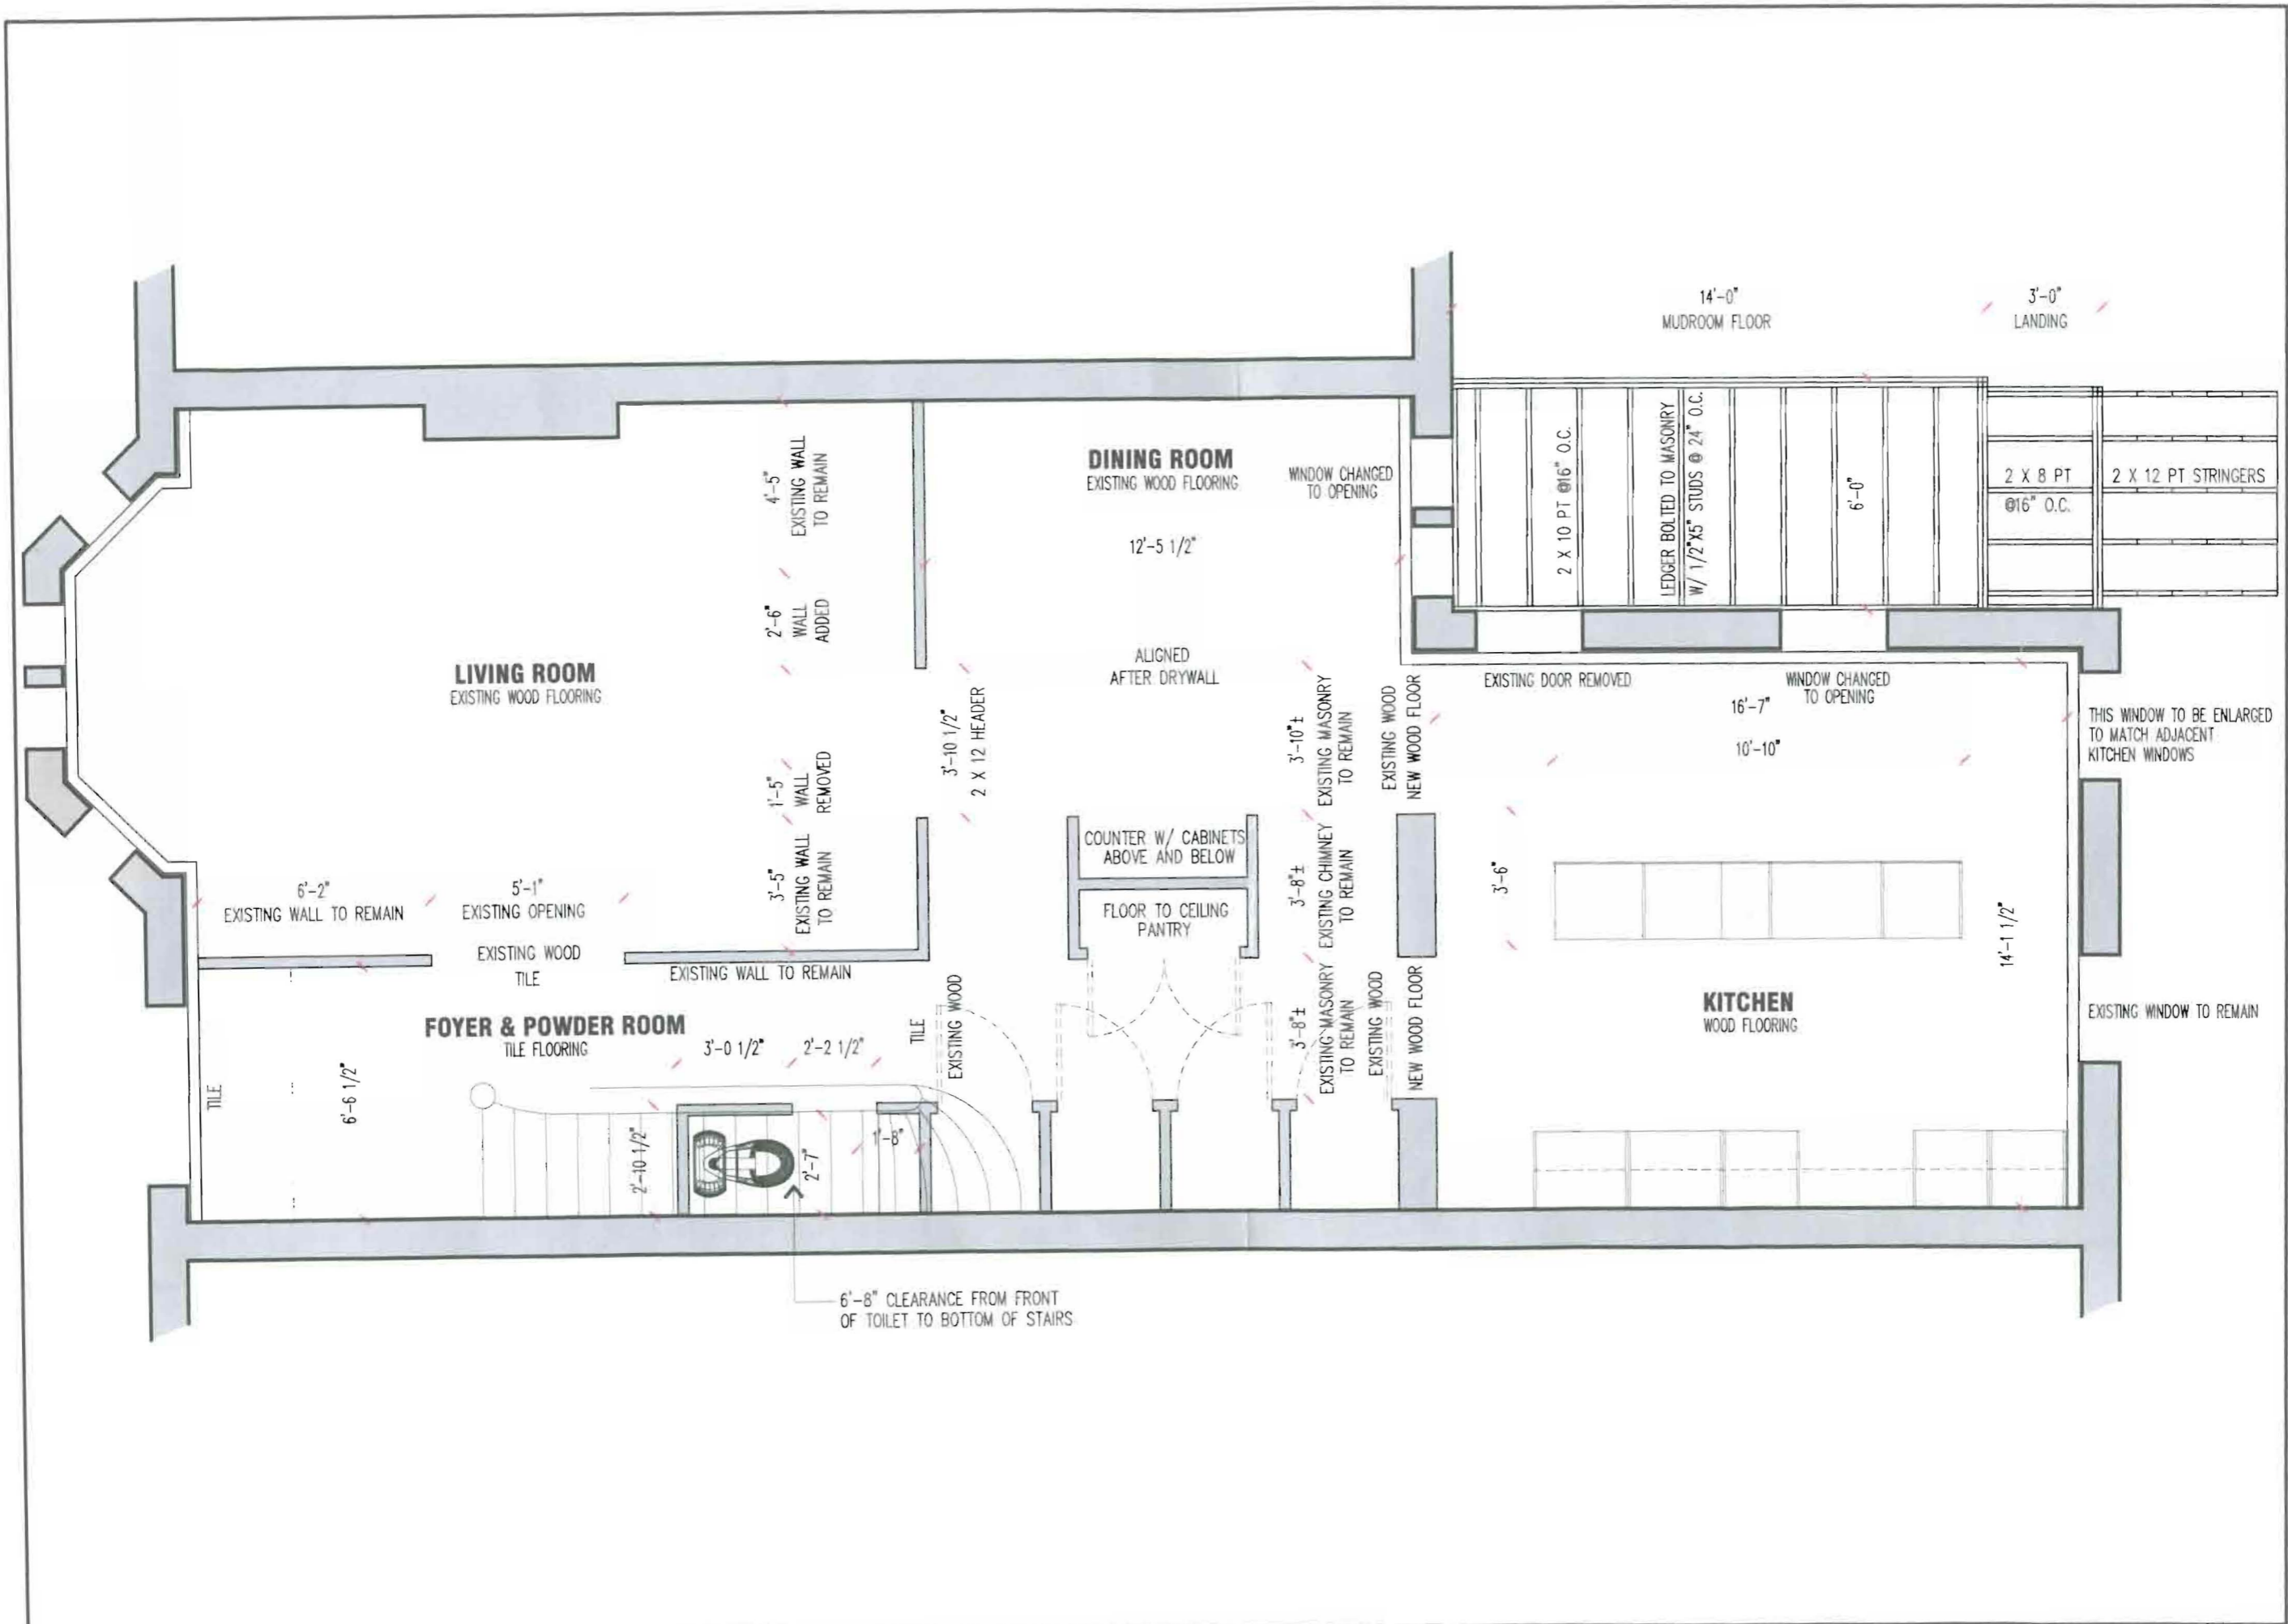 14'-0"
MUDROOM FLOOR
3'-0"
LANDING
4'-5"
EXISTING WALL
TO REMAIN
DINING ROOM
EXISTING WOOD FLOORING
WINDOW CHANGED
TO OPENING
12'-5 1/2"
2 X 10 PT @16" O.C.
LEDGER BOLTED TO MASONRY
W/ 1/2"X5" STUDS @ 24" O.C.
6'-0"
2 X 8 PT
@16" O.C.
2 X 12 PT STRINGERS
2'-6"
WALL
ADDED
LIVING ROOM
EXISTING WOOD FLOORING
ALIGNED
AFTER DRYWALL
3'-10 1/2"
2 X 12 HEADER
3'-10"±
EXISTING MASONRY
TO REMAIN
EXISTING WOOD
NEW WOOD FLOOR
EXISTING DOOR REMOVED
WINDOW CHANGED
TO OPENING
16'-7"
10'-10"
THIS WINDOW TO BE ENLARGED
TO MATCH ADJACENT
KITCHEN WINDOWS
1'-5"
WALL
REMOVED
3'-5"
EXISTING WALL
TO REMAIN
COUNTER W/ CABINETS
ABOVE AND BELOW
3'-8"±
EXISTING CHIMNEY
TO REMAIN
3'-6"
6'-2"
EXISTING WALL TO REMAIN
5'-1"
EXISTING OPENING
FLOOR TO CEILING
PANTRY
14'-1 1/2"
EXISTING WOOD
TILE
EXISTING WALL TO REMAIN
FOYER & POWDER ROOM
TILE FLOORING
3'-0 1/2"
2'-2 1/2"
TILE
EXISTING WOOD
3'-8"±
EXISTING MASONRY
TO REMAIN
EXISTING WOOD
NEW WOOD FLOOR
KITCHEN
WOOD FLOORING
EXISTING WINDOW TO REMAIN
TILE
6'-6 1/2"
2'-10 1/2"
2'-7"
1'-8"
6'-8" CLEARANCE FROM FRONT
OF TOILET TO BOTTOM OF STAIRS